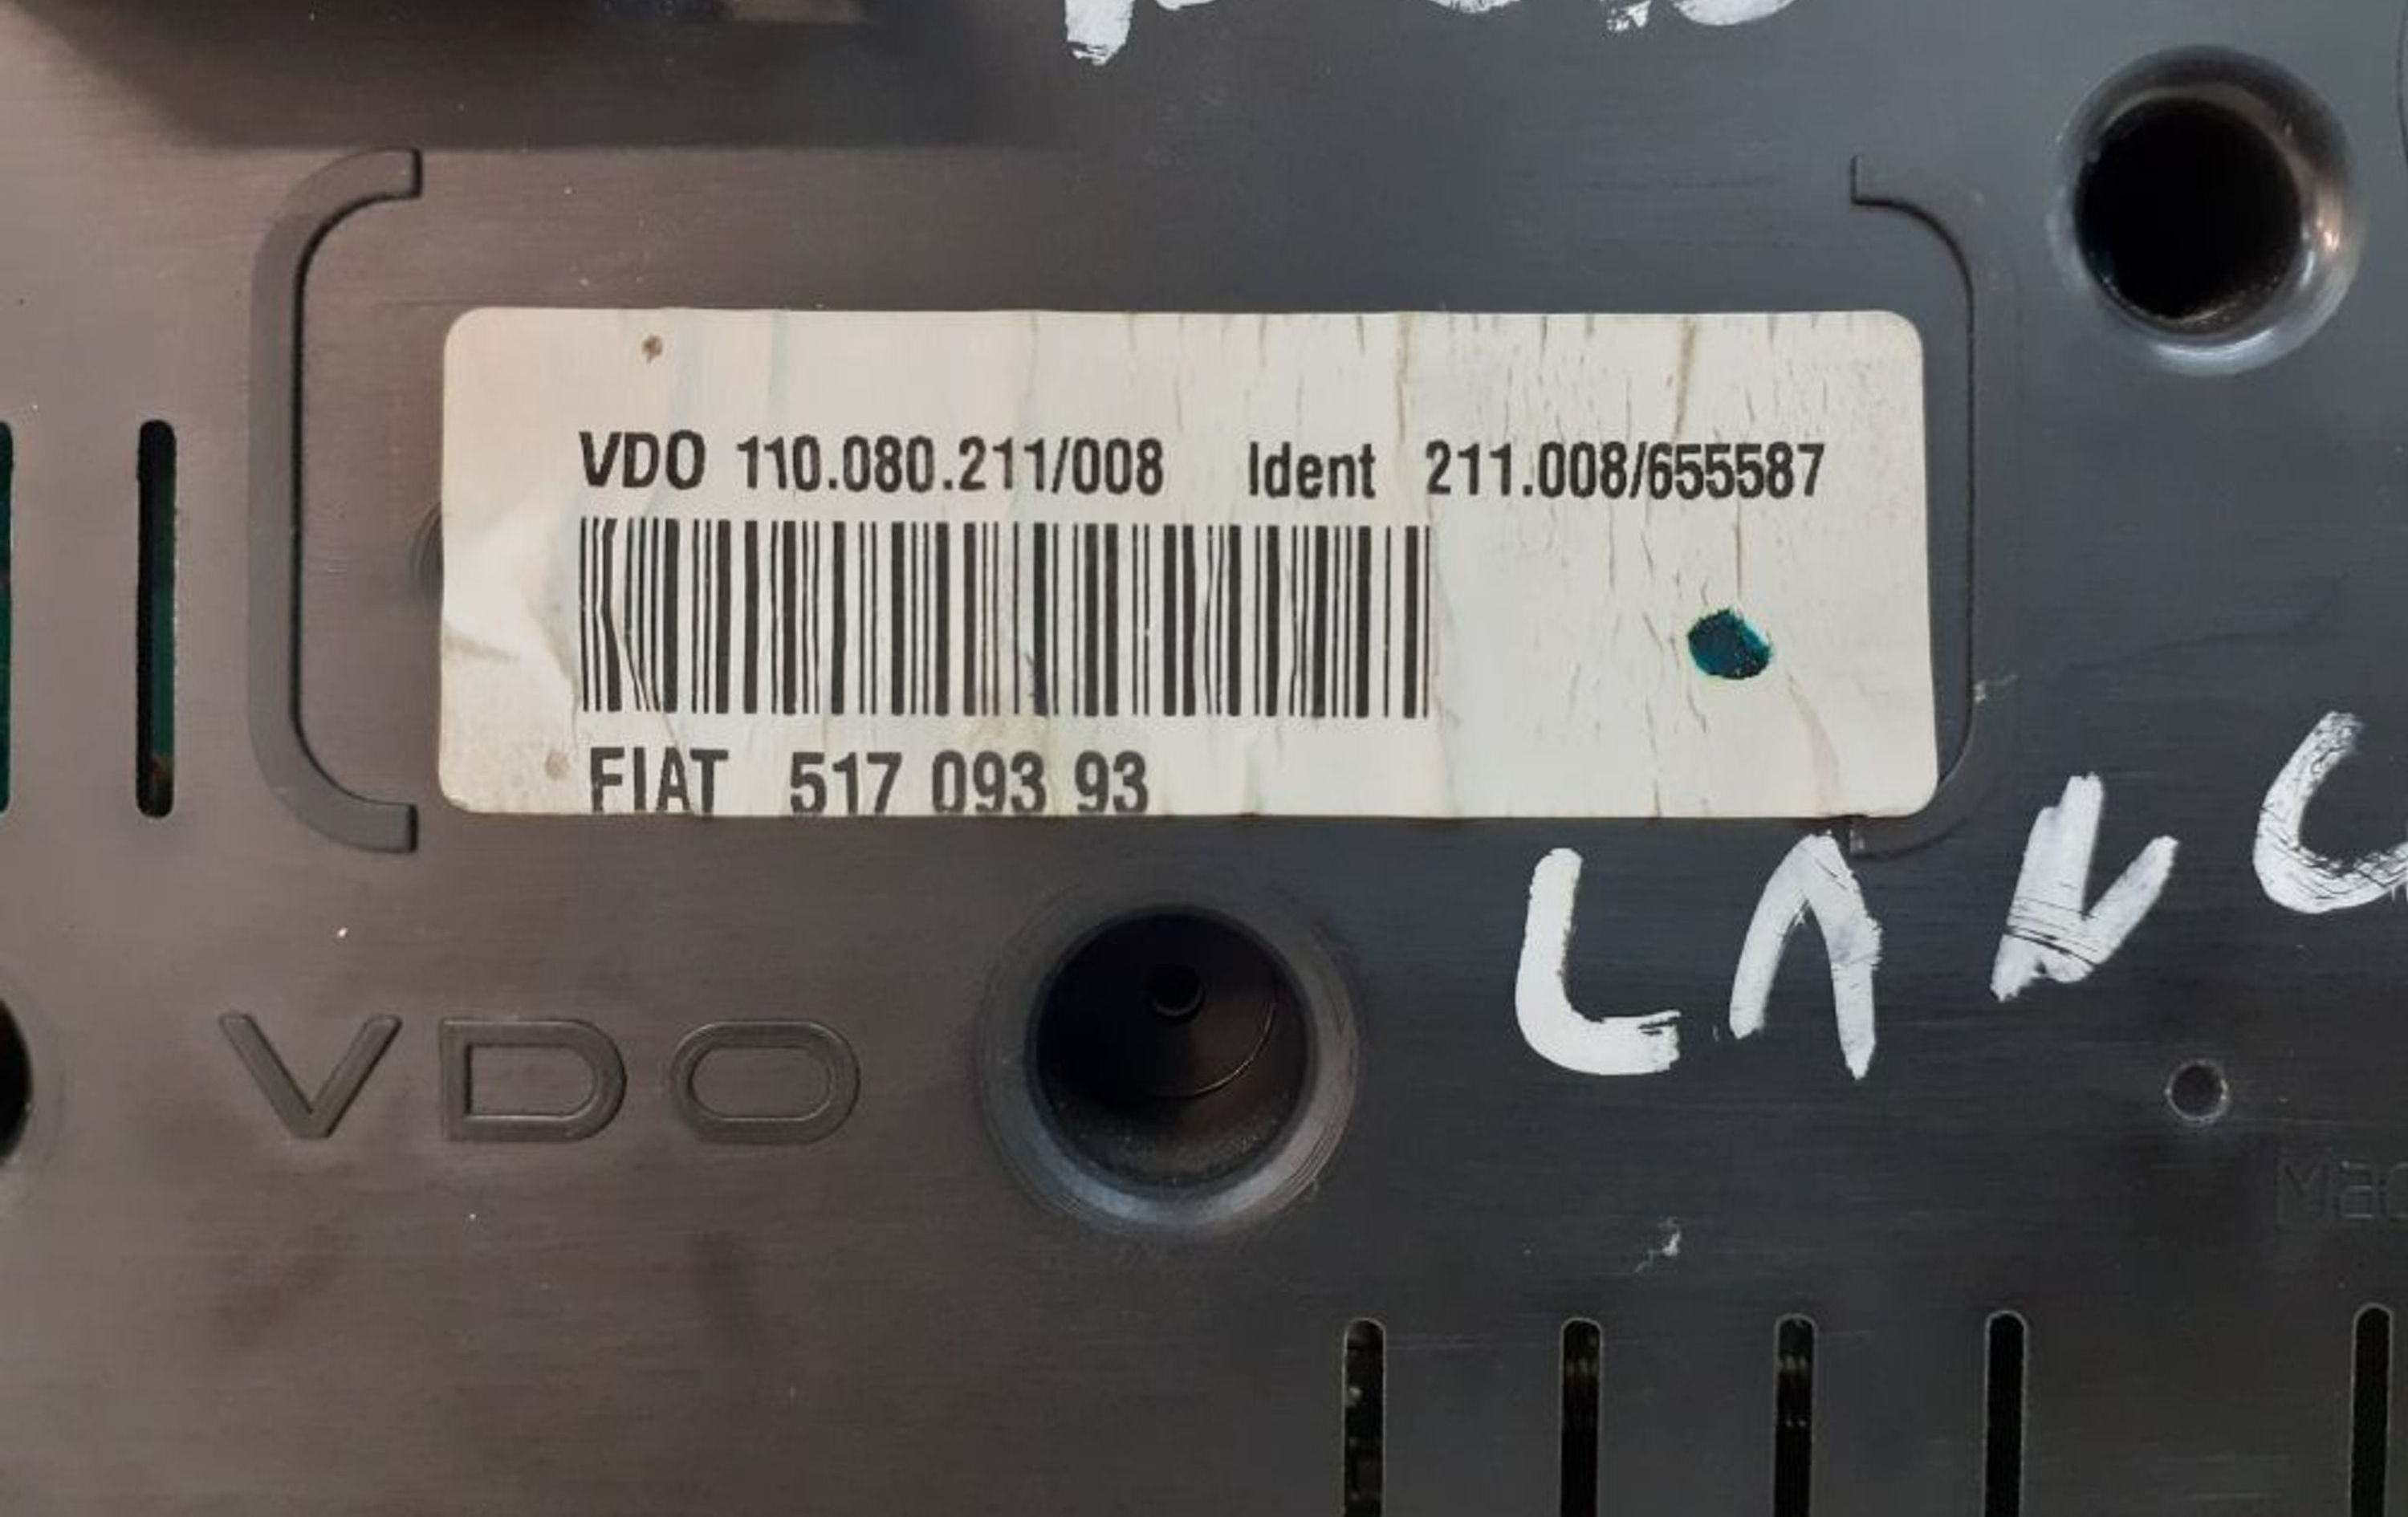 VDO 110.080.211/008 Ident 211.008/655587
FIAT 517 093 93
LANC
VDO